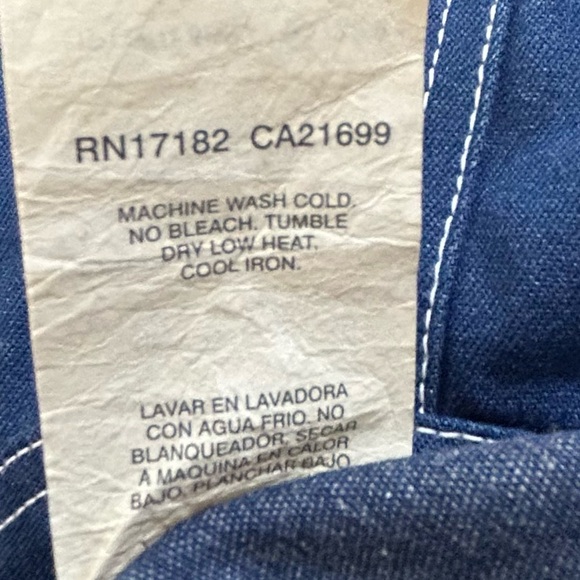 RN17182 CA21699
MACHINE WASH COLD.
NO BLEACH. TUMBLE
DRY LOW HEAT.
COOL IRON.
LAVAR EN LAVADORA
CON AGUA FRIO. NO
BLANQUEADOR. SECAR
A MAQUINA EN CALOR
BAJO. PLANCHAR BAJO